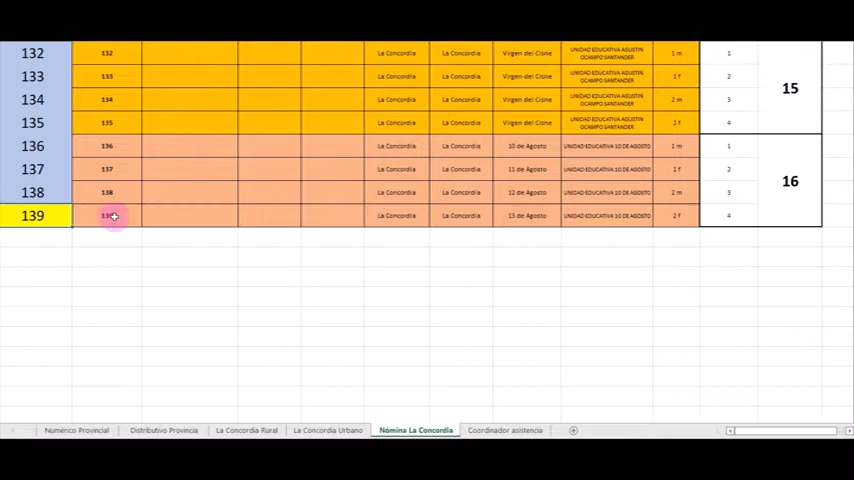 132 132 La Concordia La Concordia Virgen del Cisne UNIDAD EDUCATIVA AGUSTIN OCAMPO SANTANDER 1 m 1
133 133 La Concordia La Concordia Virgen del Cisne UNIDAD EDUCATIVA AGUSTIN OCAMPO SANTANDER 1 f 2
15
134 134 La Concordia La Concordia Virgen del Cisne UNIDAD EDUCATIVA AGUSTIN OCAMPO SANTANDER 2 m 3
135 135 La Concordia La Concordia Virgen del Cisne UNIDAD EDUCATIVA AGUSTIN OCAMPO SANTANDER 2 f 4
136 136 La Concordia La Concordia 10 de Agosto UNIDAD EDUCATIVA 10 DE AGOSTO 1 m 1
137 137 La Concordia La Concordia 11 de Agosto UNIDAD EDUCATIVA 10 DE AGOSTO 1 f 2
16
138 138 La Concordia La Concordia 12 de Agosto UNIDAD EDUCATIVA 10 DE AGOSTO 2 m 3
139 139 La Concordia La Concordia 13 de Agosto UNIDAD EDUCATIVA 10 DE AGOSTO 2 f 4
Numérico Provincial Distributivo Provincia La Concordia Rural La Concordia Urbano Nómina La Concordia Coordinador asistencia